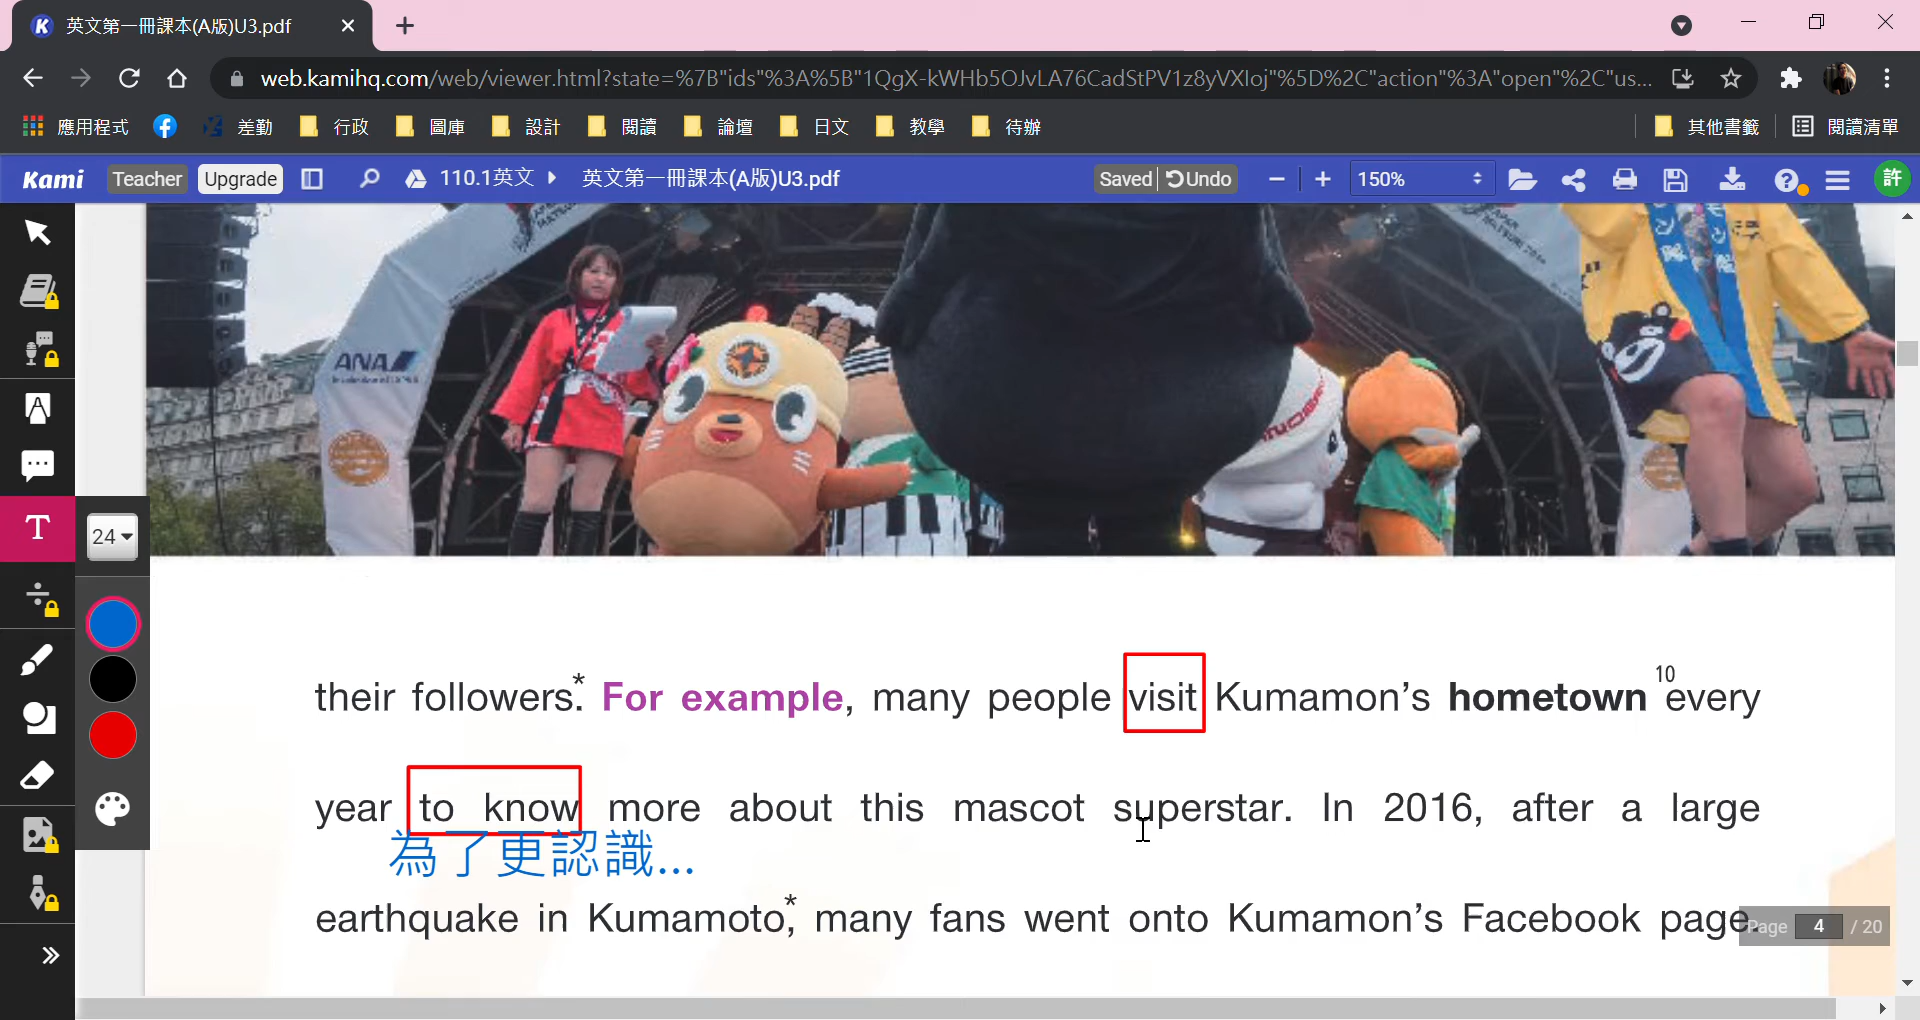 英文第一冊課本(A版)U3.pdf
web.kamihq.com/web/viewer.html?state=%7B"ids"%3A%5B"1QgX-kWHb5OJvLA76CadStPV1z8yVXIoj"%5D%2C"action"%3A"open"%2C"us...
應用程式 差勤 行政 圖庫 設計 閱讀 論壇 日文 教學 待辦 其他書籤 閱讀清單
Kami Teacher Upgrade 110.1英文 英文第一冊課本(A版)U3.pdf Saved Undo 150% 許
ANA
T 24
their followers*. For example, many people visit Kumamon's hometown10 every
year to know more about this mascot superstar. In 2016, after a large
為了更認識...
earthquake in Kumamoto*, many fans went onto Kumamon's Facebook page
Page 4 / 20